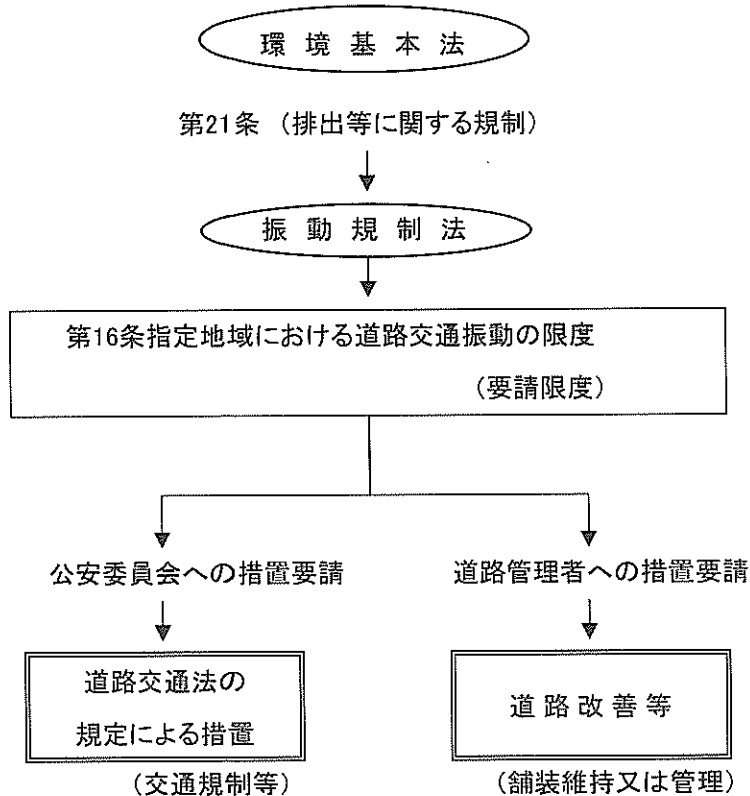 環境基本法
第21条 (排出等に関する規制)
振動規制法
第16条指定地域における道路交通振動の限度
(要請限度)
公安委員会への措置要請
道路管理者への措置要請
道路交通法の
規定による措置
道路改善等
(交通規制等)
(舗装維持又は管理)